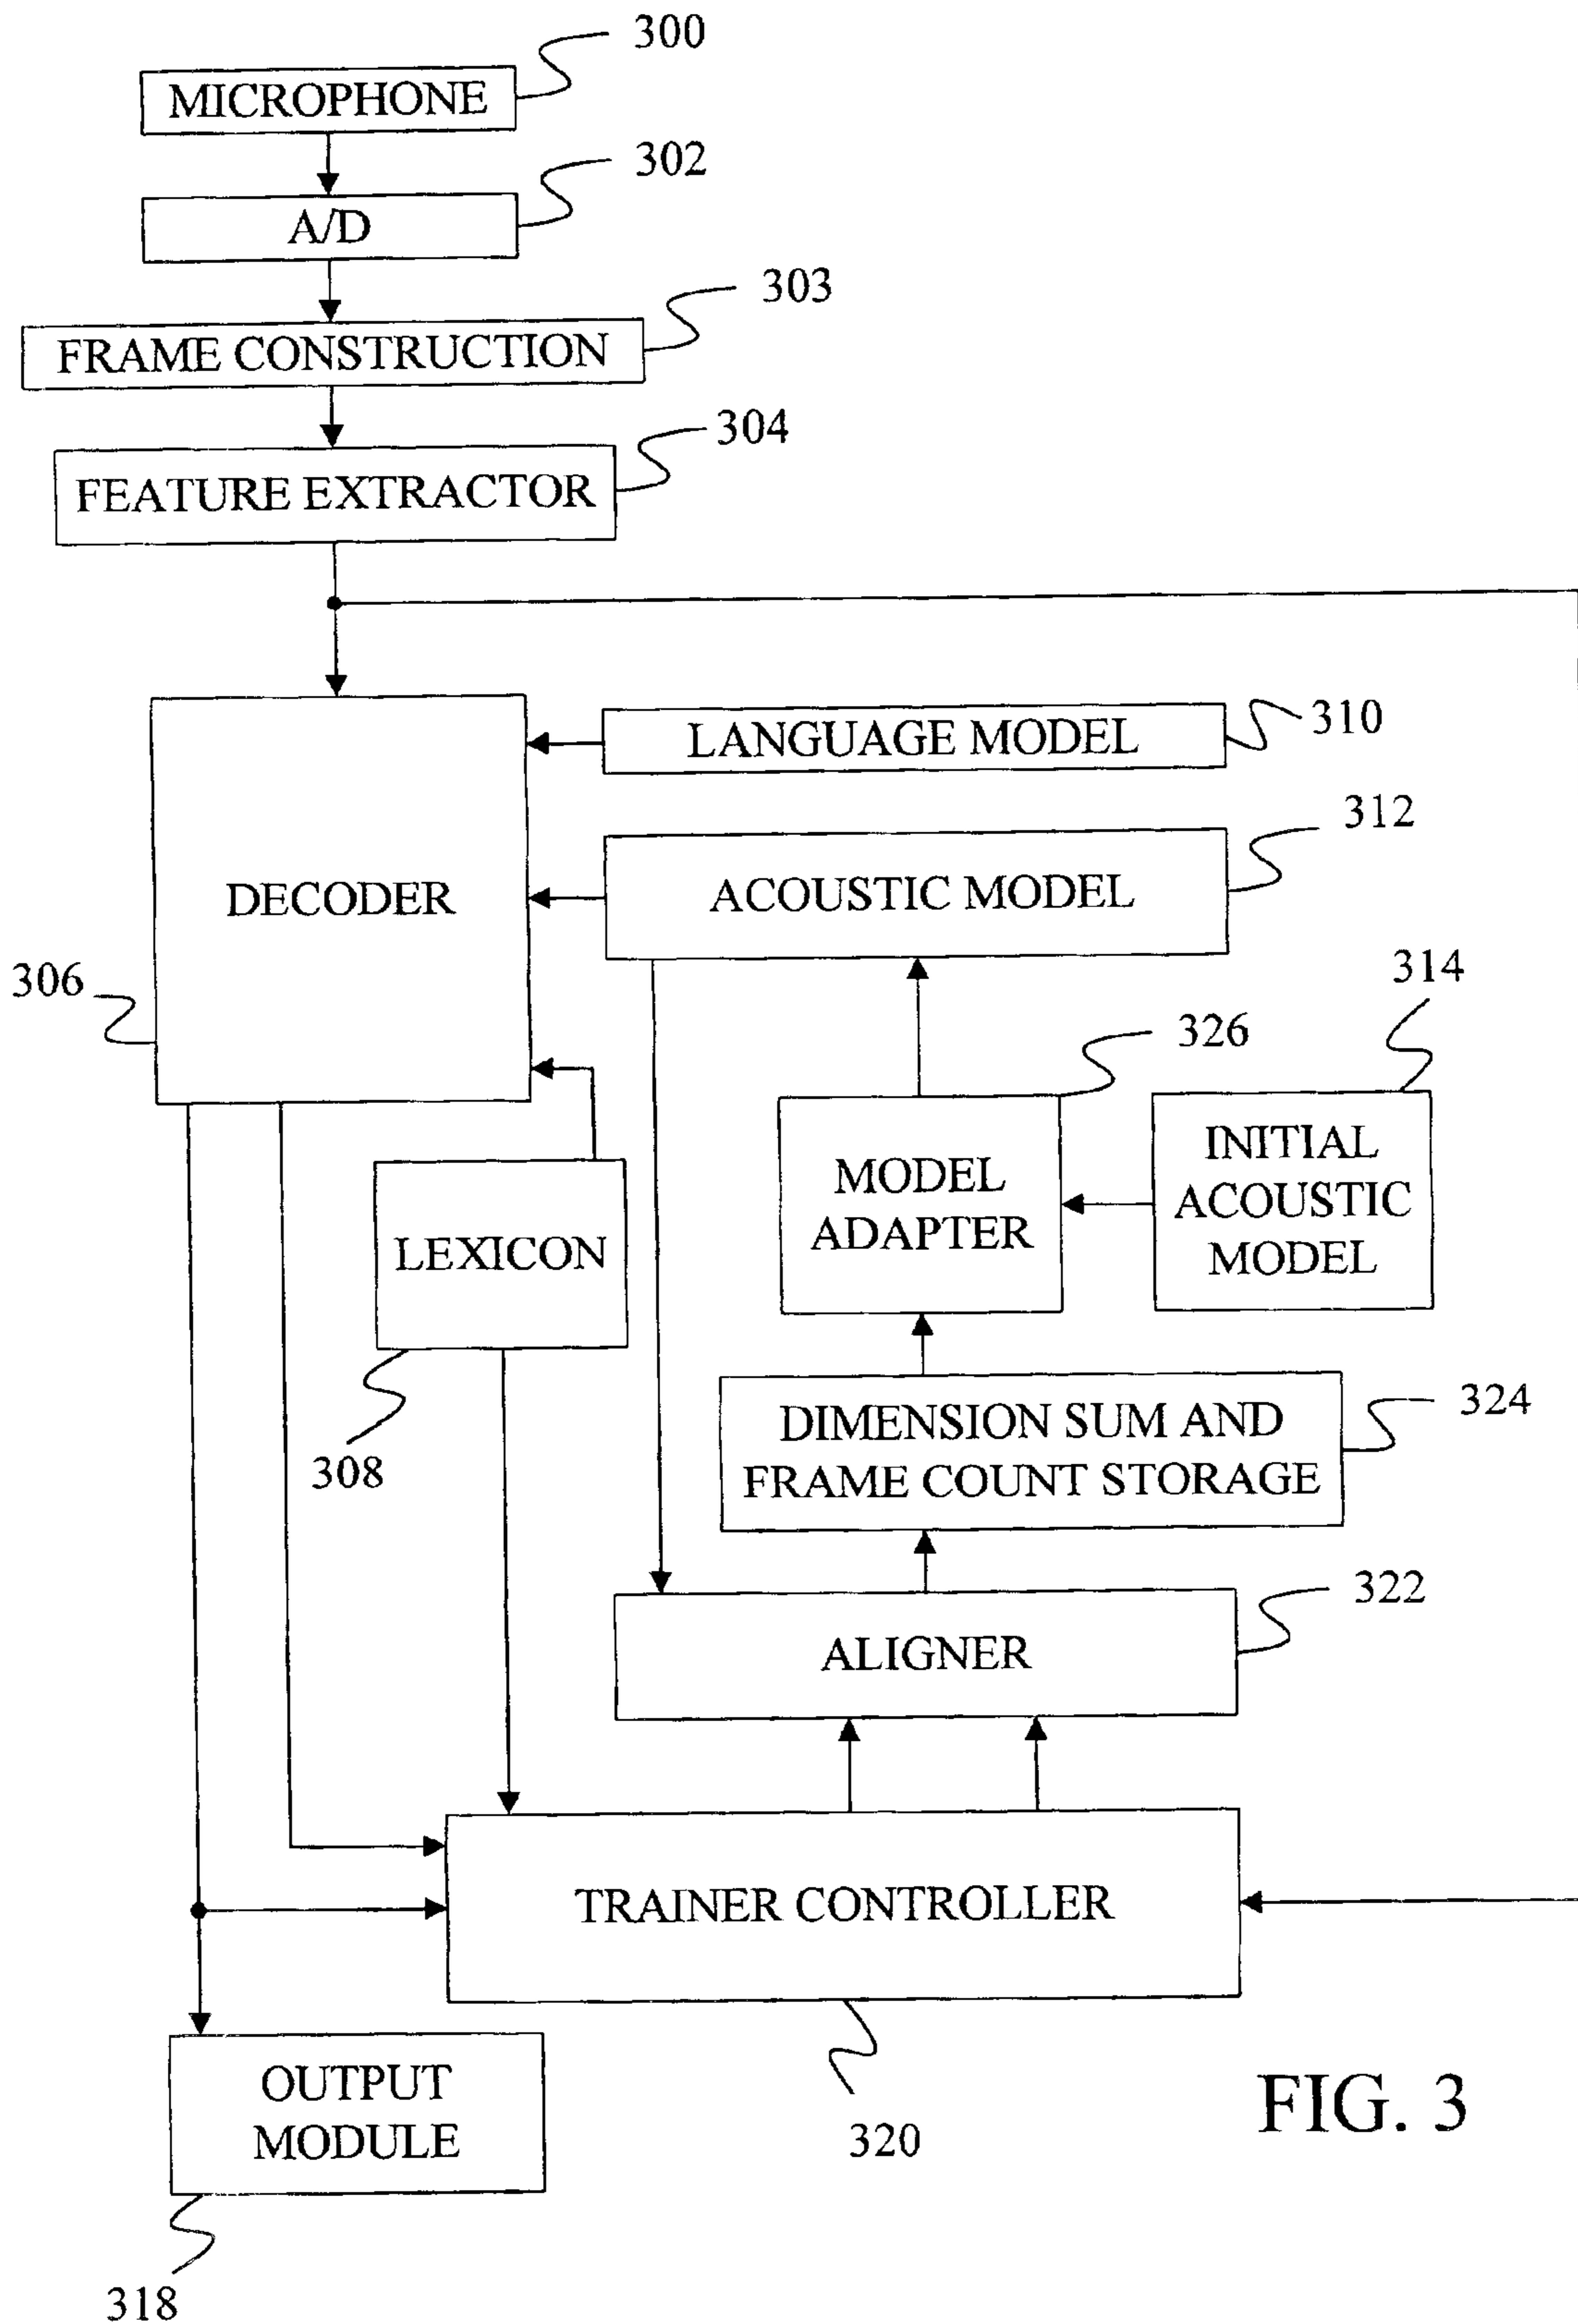 300
MICROPHONE
302
A/D
303
FRAME CONSTRUCTION
304
FEATURE EXTRACTOR
310
LANGUAGE MODEL
312
ACOUSTIC MODEL
DECODER
306
314
326
INITIAL
ACOUSTIC
MODEL
MODEL
ADAPTER
LEXICON
308
324
DIMENSION SUM AND
FRAME COUNT STORAGE
322
ALIGNER
TRAINER CONTROLLER
320
OUTPUT
MODULE
318
FIG. 3